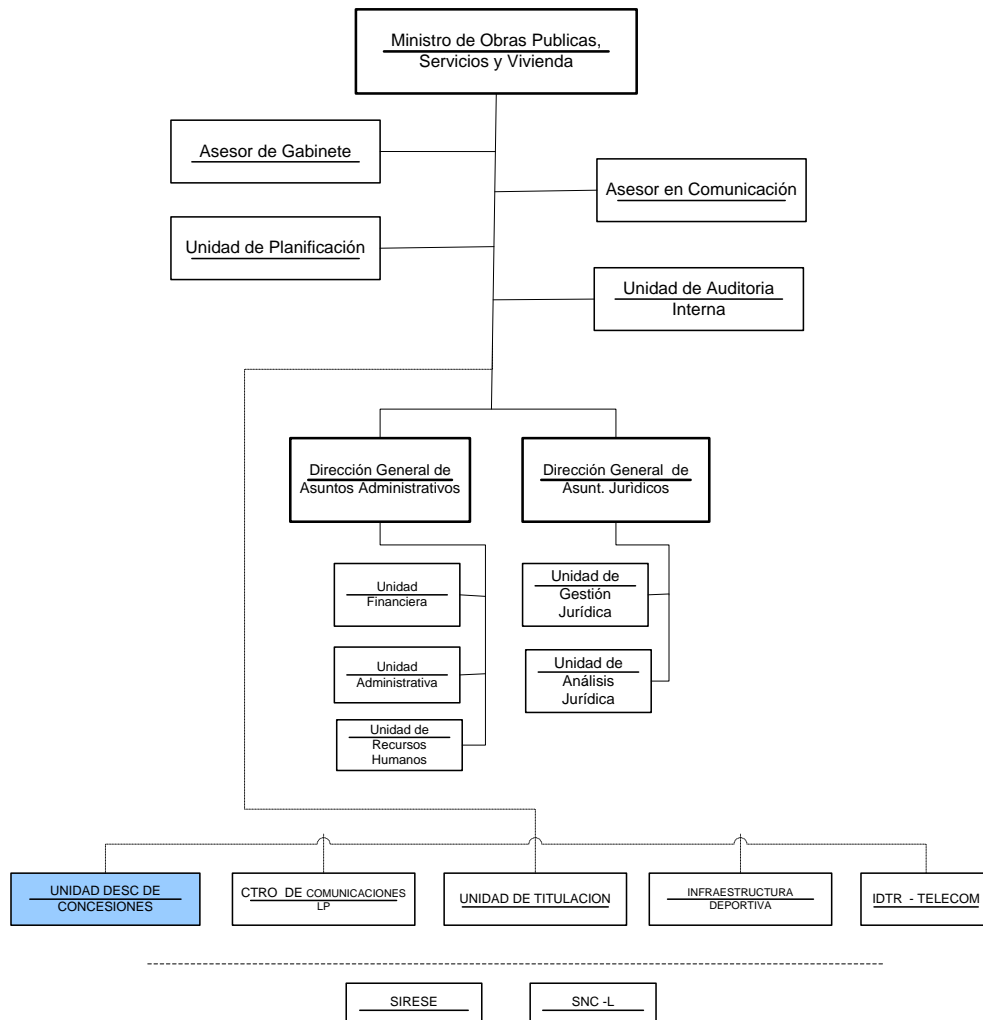 Ministro de Obras Publicas,
Servicios y Vivienda
Asesor de Gabinete
Asesor en Comunicación
Unidad de Planificación
Unidad de Auditoria
Interna
Dirección General de
Asuntos Administrativos
Dirección General de
Asunt. Jurìdicos
Unidad
Financiera
Unidad de
Gestión
Jurídica
Unidad
Administrativa
Unidad de
Análisis
Jurídica
Unidad de
Recursos
Humanos
UNIDAD DESC DE
CONCESIONES
CTRO DE COMUNICACIONES
LP
UNIDAD DE TITULACION
INFRAESTRUCTURA
DEPORTIVA
IDTR - TELECOM
SIRESE
SNC -L